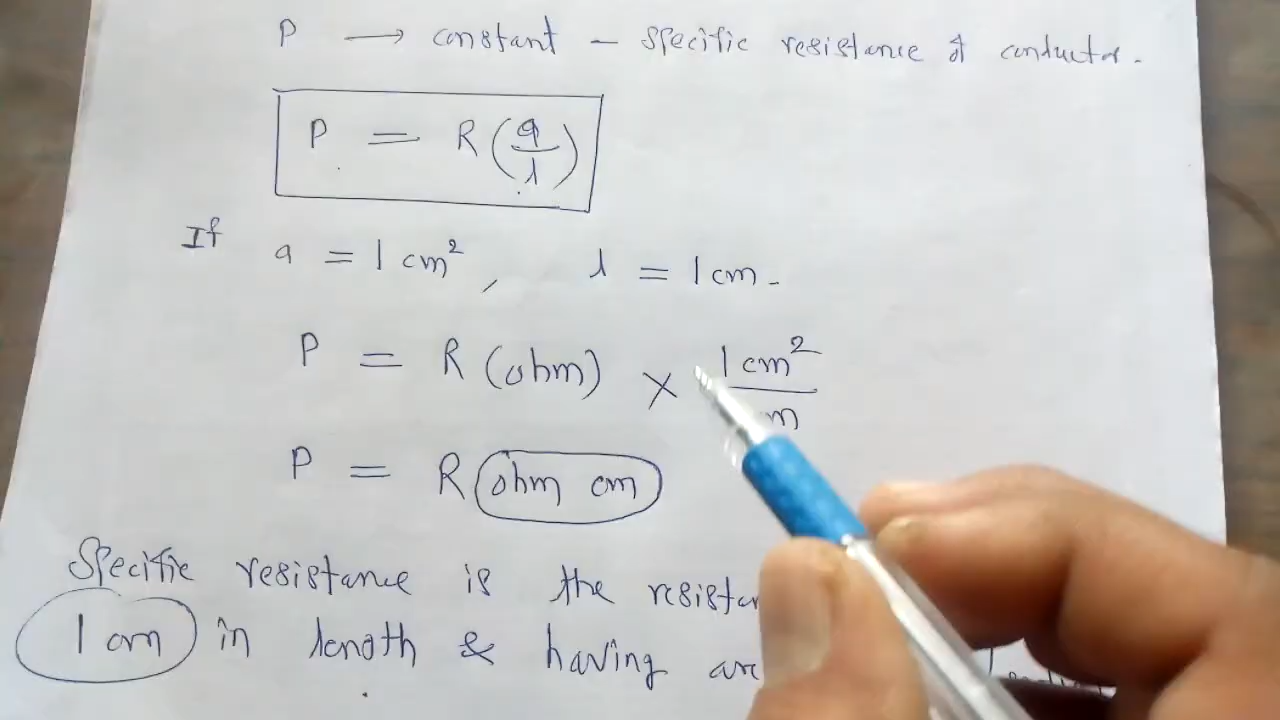 P → constant – specific resistance of conductor.
P = R(a/l)
If a = 1 cm², l = 1 cm.
P = R (ohm) × 1 cm² / m
P = R ohm cm
Specific resistance is the
1 cm in length & having